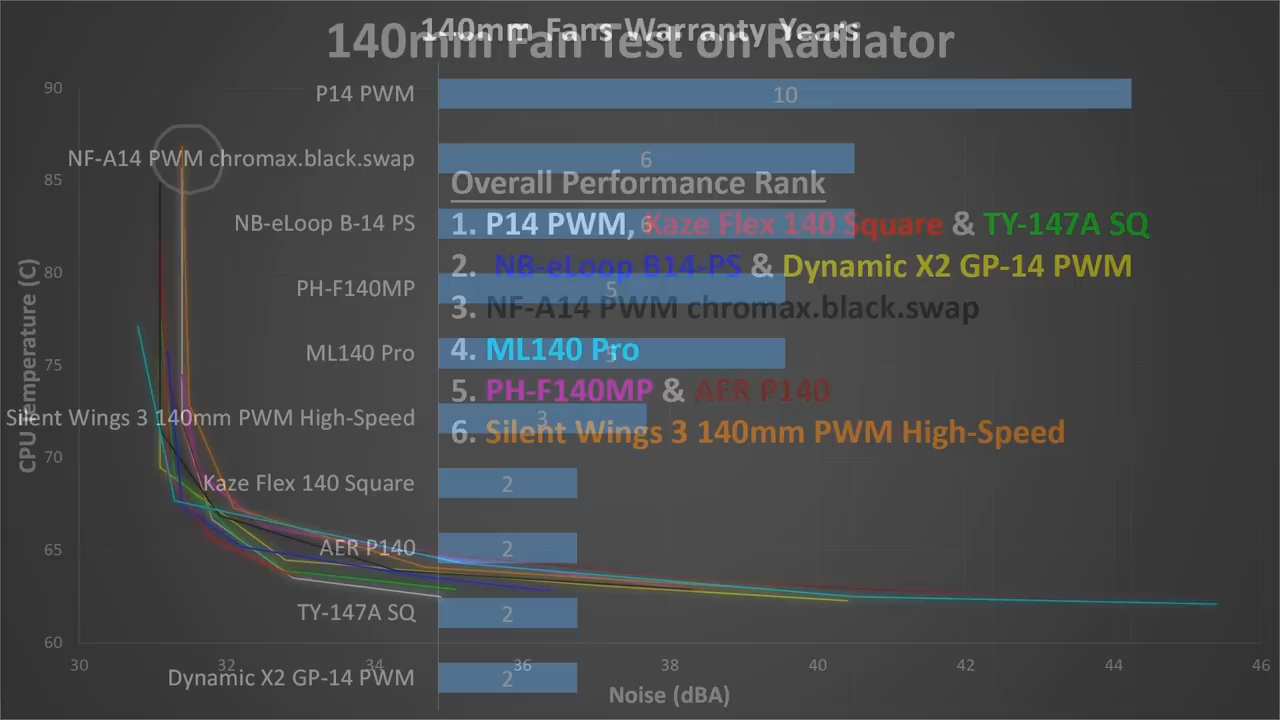 140mm Fans Warranty Years
140mm Fan Test on Radiator
90
P14 PWM
10
NF-A14 PWM chromax.black.swap
6
85
Overall Performance Rank
NB-eLoop B-14 PS
6
1. P14 PWM, Kaze Flex 140 Square & TY-147A SQ
2. NB-eLoop B14-PS & Dynamic X2 GP-14 PWM
80
PH-F140MP
5
3. NF-A14 PWM chromax.black.swap
ML140 Pro
5
4. ML140 Pro
75
5. PH-F140MP & AER P140
Silent Wings 3 140mm PWM High-Speed
3
6. Silent Wings 3 140mm PWM High-Speed
CPU Temperature (C)
70
Kaze Flex 140 Square
2
65
AER P140
2
TY-147A SQ
2
60
30
32
34
36
38
40
42
44
46
Dynamic X2 GP-14 PWM
2
Noise (dBA)